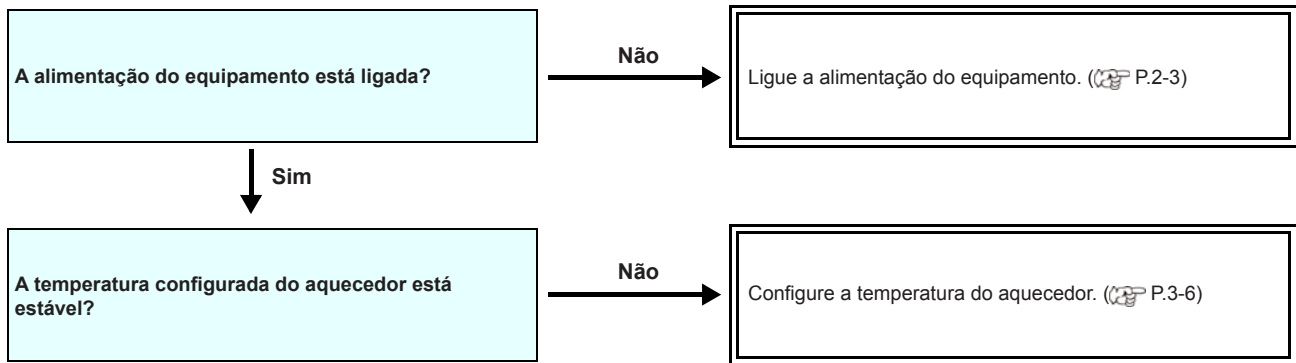 A alimentação do equipamento está ligada?
Não
Ligue a alimentação do equipamento. ( P.2-3)
Sim
A temperatura configurada do aquecedor está
estável?
Não
Configure a temperatura do aquecedor. ( P.3-6)